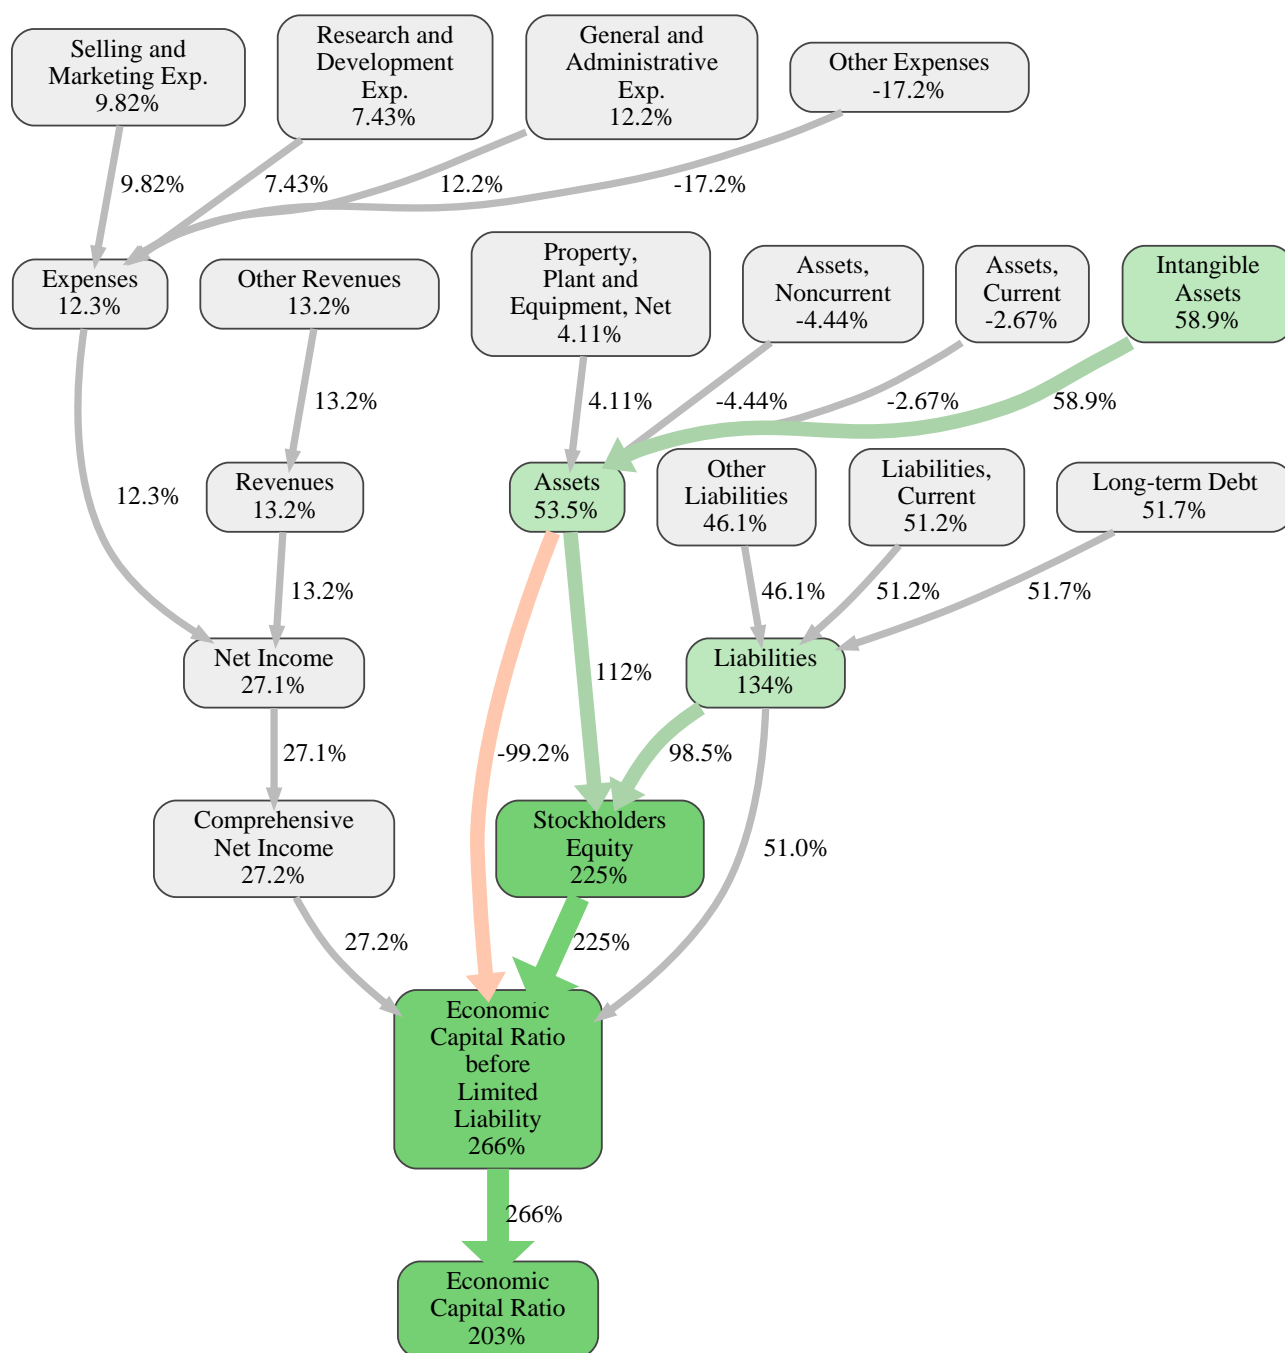 Selling and
Marketing Exp.
9.82%
Research and
Development
Exp.
7.43%
General and
Administrative
Exp.
12.2%
Other Expenses
-17.2%
9.82%
7.43%
12.2%
-17.2%
Expenses
12.3%
Other Revenues
13.2%
Property,
Plant and
Equipment, Net
4.11%
Assets,
Noncurrent
-4.44%
Assets,
Current
-2.67%
Intangible
Assets
58.9%
13.2%
4.11%
-4.44%
-2.67%
58.9%
12.3%
Revenues
13.2%
Assets
53.5%
Other
Liabilities
46.1%
Liabilities,
Current
51.2%
Long-term Debt
51.7%
13.2%
46.1%
51.2%
51.7%
Net Income
27.1%
112%
Liabilities
134%
27.1%
-99.2%
98.5%
Comprehensive
Net Income
27.2%
Stockholders
Equity
225%
51.0%
27.2%
225%
Economic
Capital Ratio
before
Limited
Liability
266%
266%
Economic
Capital Ratio
203%